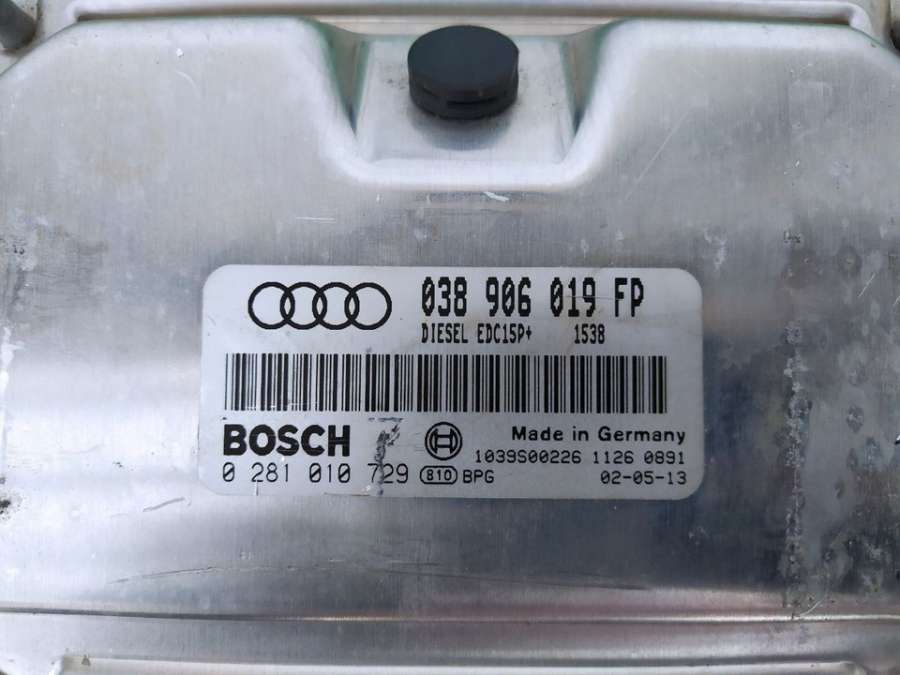 038 906 019 FP
DIESEL EDC15P+ 1538
BOSCH
Made in Germany
1039S00226 1126 0891
0 281 010 729 810 BPG 02-05-13